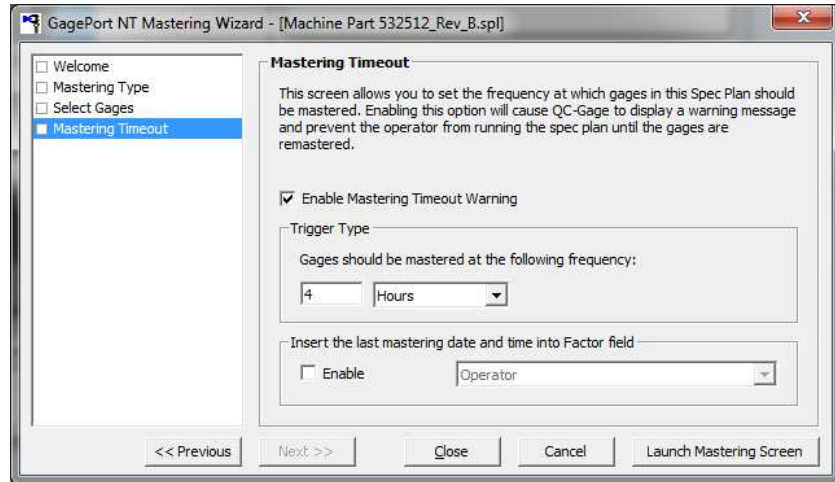 GagePort NT Mastering Wizard - [Machine Part 532512_Rev_B.spl]
Welcome
Mastering Type
Select Gages
Mastering Timeout
Mastering Timeout
This screen allows you to set the frequency at which gages in this Spec Plan should
be mastered. Enabling this option will cause QC-Gage to display a warning message
and prevent the operator from running the spec plan until the gages are
remastered.
Enable Mastering Timeout Warning
Trigger Type
Gages should be mastered at the following frequency:
4 Hours
Insert the last mastering date and time into Factor field
Enable Operator
<< Previous Next >> Close Cancel Launch Mastering Screen